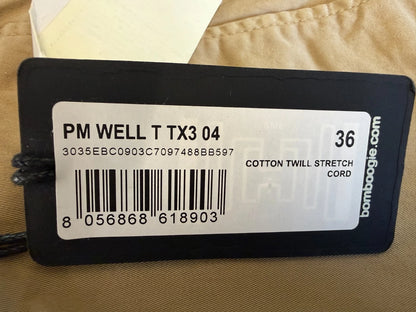 PM WELL T TX3 04 36
3035EBC0903C7097488BB597
COTTON TWILL STRETCH
CORD
8 056868 618903
bomboogie.com